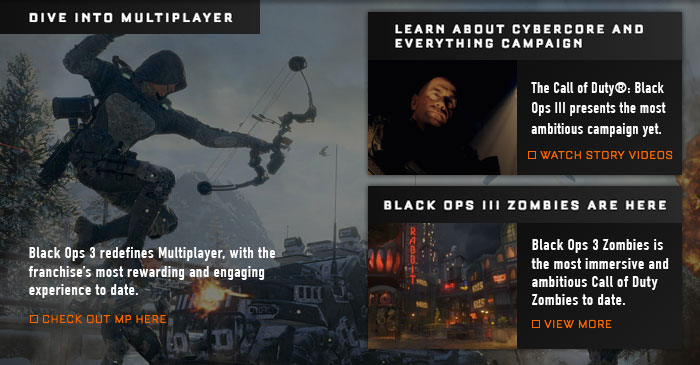 DIVE INTO MULTIPLAYER
Black Ops 3 redefines Multiplayer, with the
franchise's most rewarding and engaging
experience to date.
CHECK OUT MP HERE
LEARN ABOUT CYBERCORE AND
EVERYTHING CAMPAIGN
The Call of Duty®: Black
Ops III presents the most
ambitious campaign yet.
WATCH STORY VIDEOS
BLACK OPS III ZOMBIES ARE HERE
RABBIT
Black Ops 3 Zombies is
the most immersive and
ambitious Call of Duty
Zombies to date.
VIEW MORE